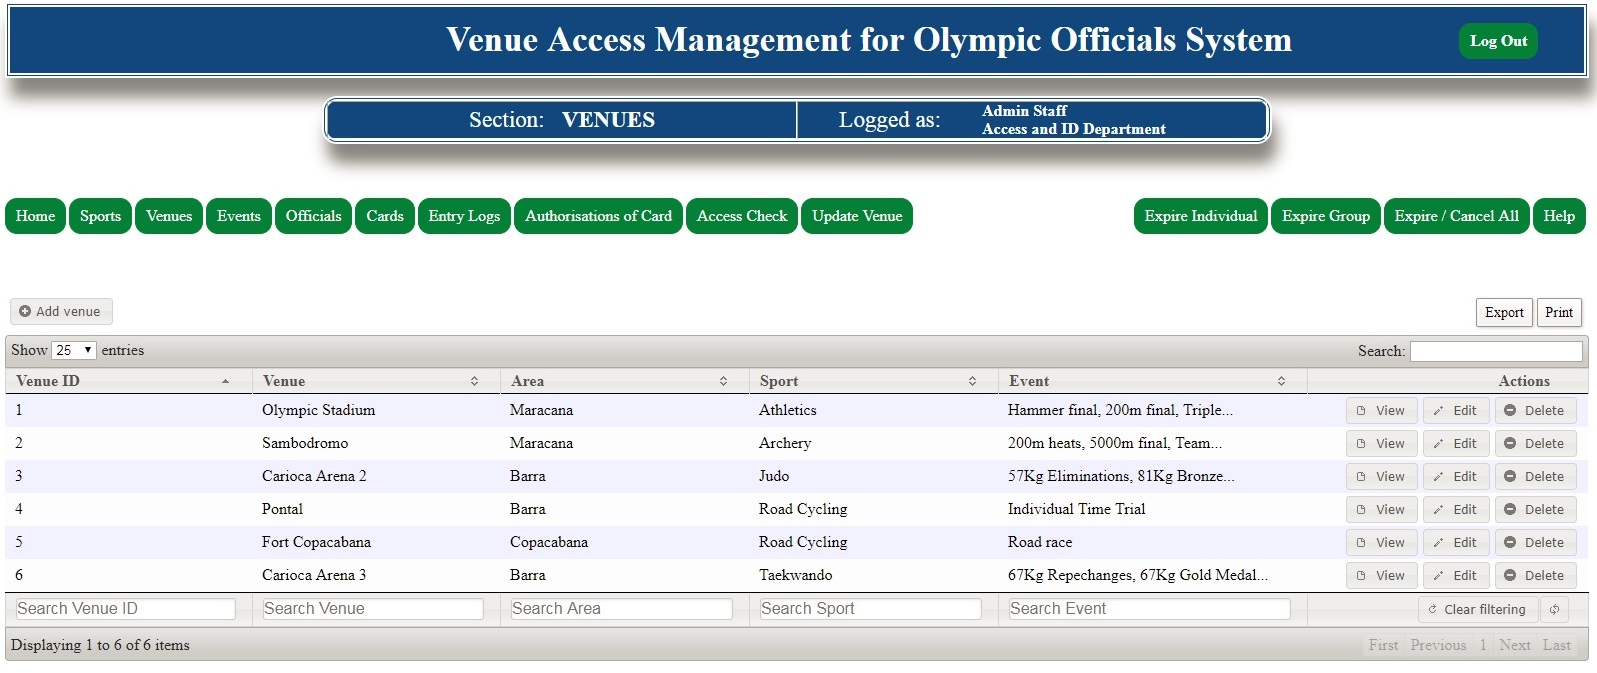 Venue Access Management for Olympic Officials System
Log Out
Section: VENUES
Logged as:
Admin Staff
Access and ID Department
Home Sports Venues Events Officials Cards Entry Logs Authorisations of Card Access Check Update Venue Expire Individual Expire Group Expire / Cancel All Help
Add venue Export Print
Show 25 entries Search:
Venue ID Venue Area Sport Event Actions
1 Olympic Stadium Maracana Athletics Hammer final, 200m final, Triple... View Edit Delete
2 Sambodromo Maracana Archery 200m heats, 5000m final, Team... View Edit Delete
3 Carioca Arena 2 Barra Judo 57Kg Eliminations, 81Kg Bronze... View Edit Delete
4 Pontal Barra Road Cycling Individual Time Trial View Edit Delete
5 Fort Copacabana Copacabana Road Cycling Road race View Edit Delete
6 Carioca Arena 3 Barra Taekwando 67Kg Repechanges, 67Kg Gold Medal... View Edit Delete
Search Venue ID Search Venue Search Area Search Sport Search Event Clear filtering
Displaying 1 to 6 of 6 items First Previous 1 Next Last